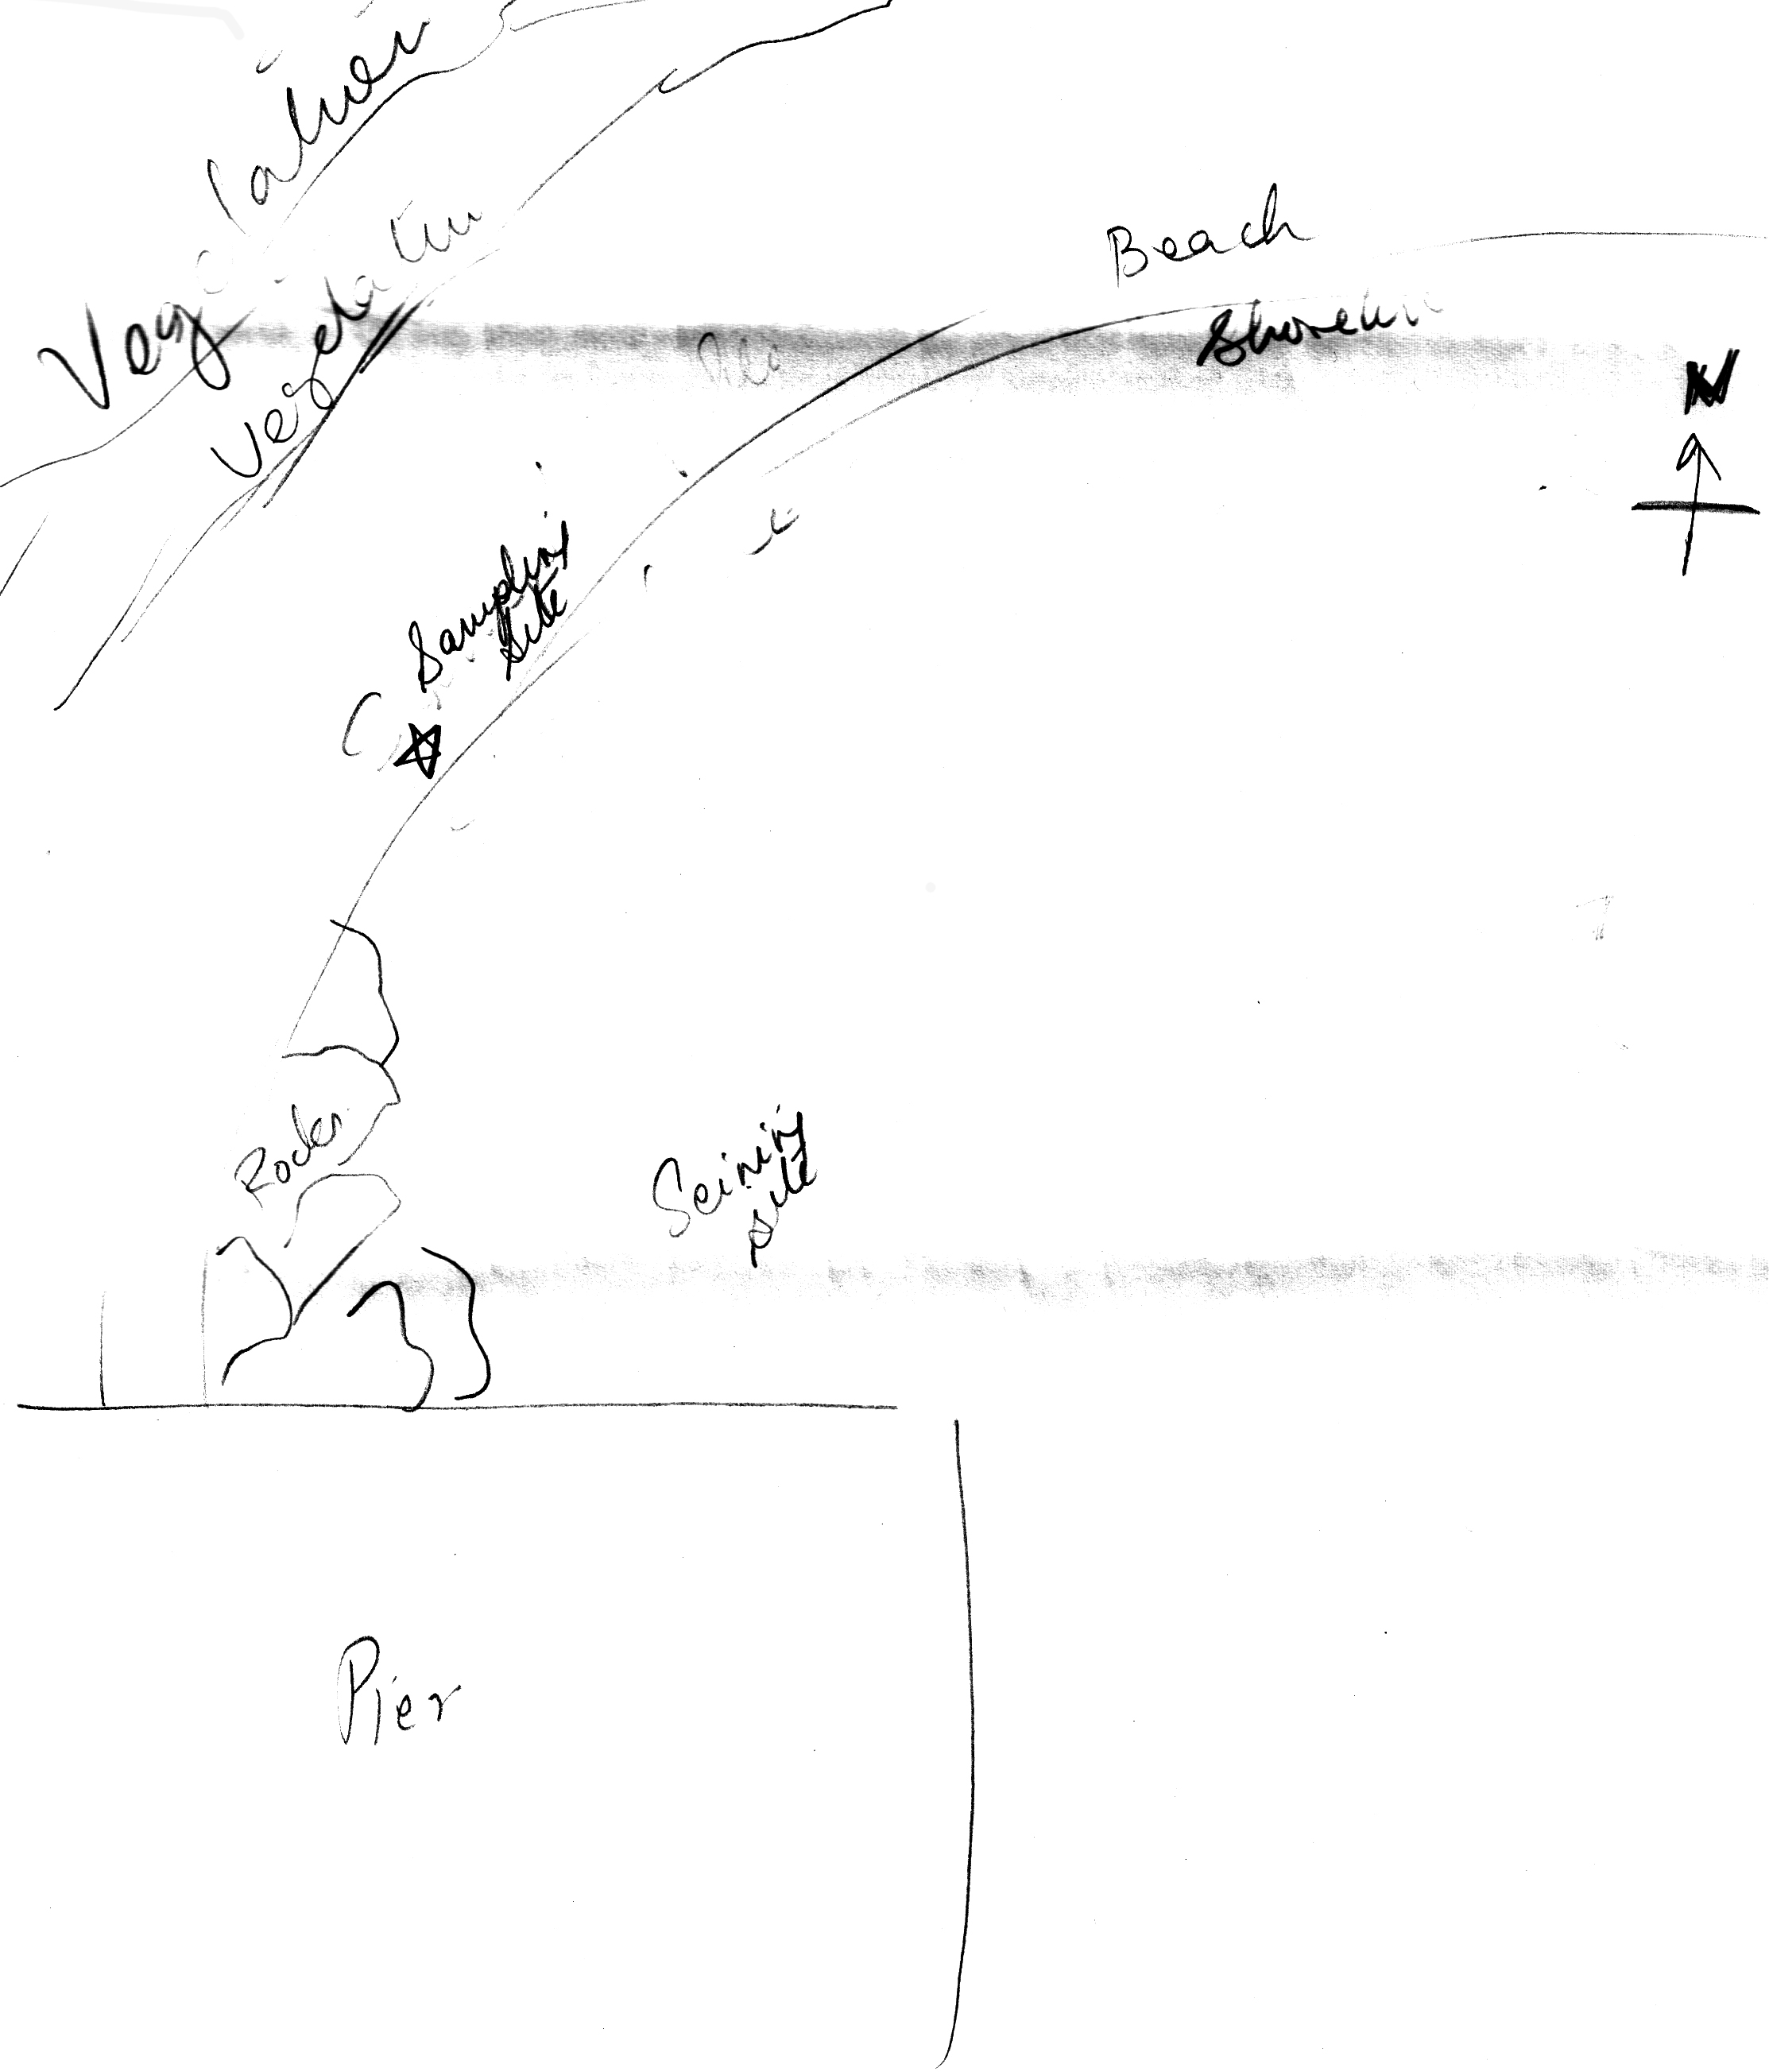 Vegetation
Vegetation
Beach
Shoreline
N
Sampling
site
Rocks
Seining
site
Pier